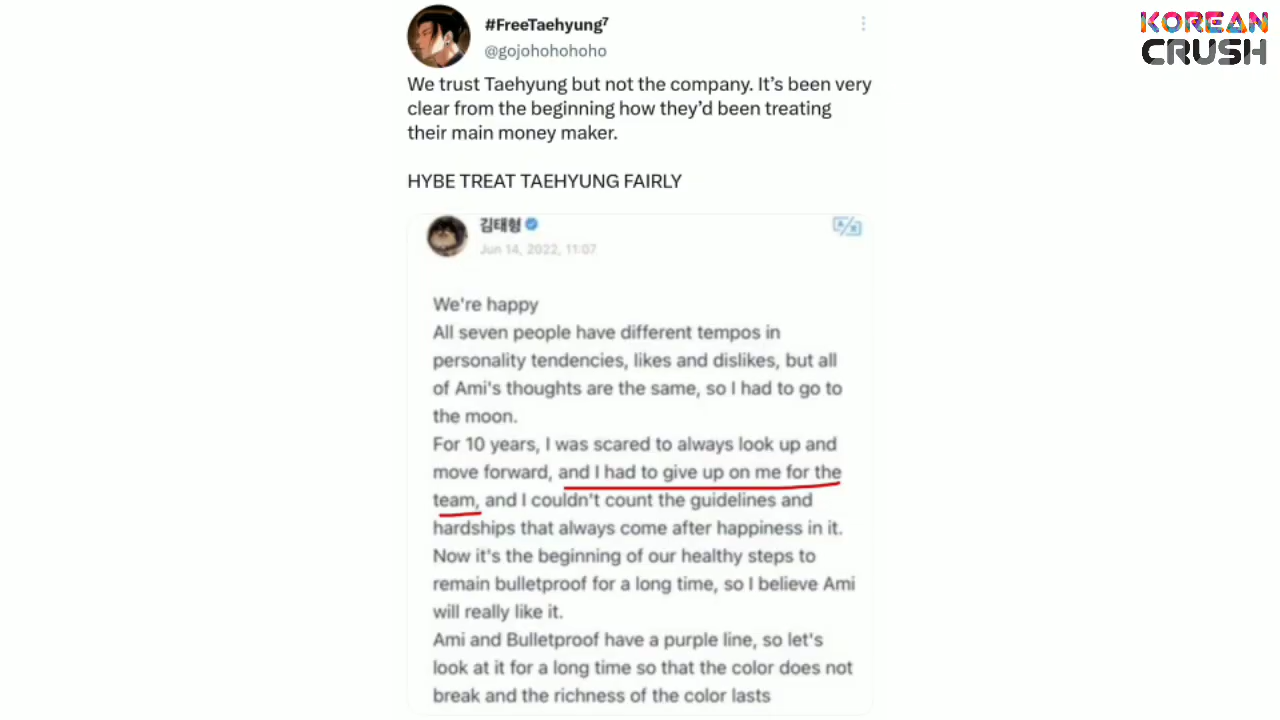 KOREAN
CRUSH
#FreeTaehyung⁷
@gojohohohoho
We trust Taehyung but not the company. It's been very
clear from the beginning how they'd been treating
their main money maker.
HYBE TREAT TAEHYUNG FAIRLY
김태형
Jun 14, 2022, 11:07
We're happy
All seven people have different tempos in
personality tendencies, likes and dislikes, but all
of Ami's thoughts are the same, so I had to go to
the moon.
For 10 years, I was scared to always look up and
move forward, and I had to give up on me for the
team, and I couldn't count the guidelines and
hardships that always come after happiness in it.
Now it's the beginning of our healthy steps to
remain bulletproof for a long time, so I believe Ami
will really like it.
Ami and Bulletproof have a purple line, so let's
look at it for a long time so that the color does not
break and the richness of the color lasts